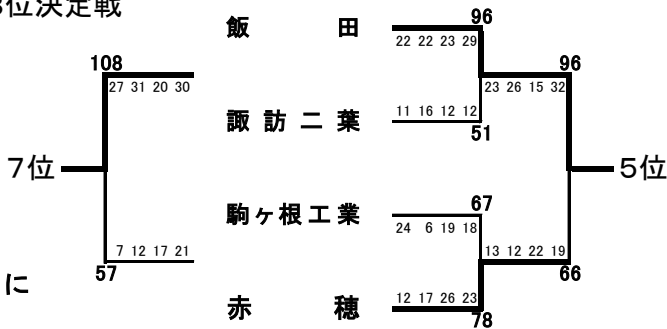 位決定戦
飯田
96
22 22 23 29
108
96
27 31 20 30
23 26 15 32
諏訪二葉
11 16 12 12
51
7位
5位
駒ヶ根工業
67
24 6 19 18
7 12 17 21
13 12 22 19
57
66
に
赤穂
12 17 26 23
78